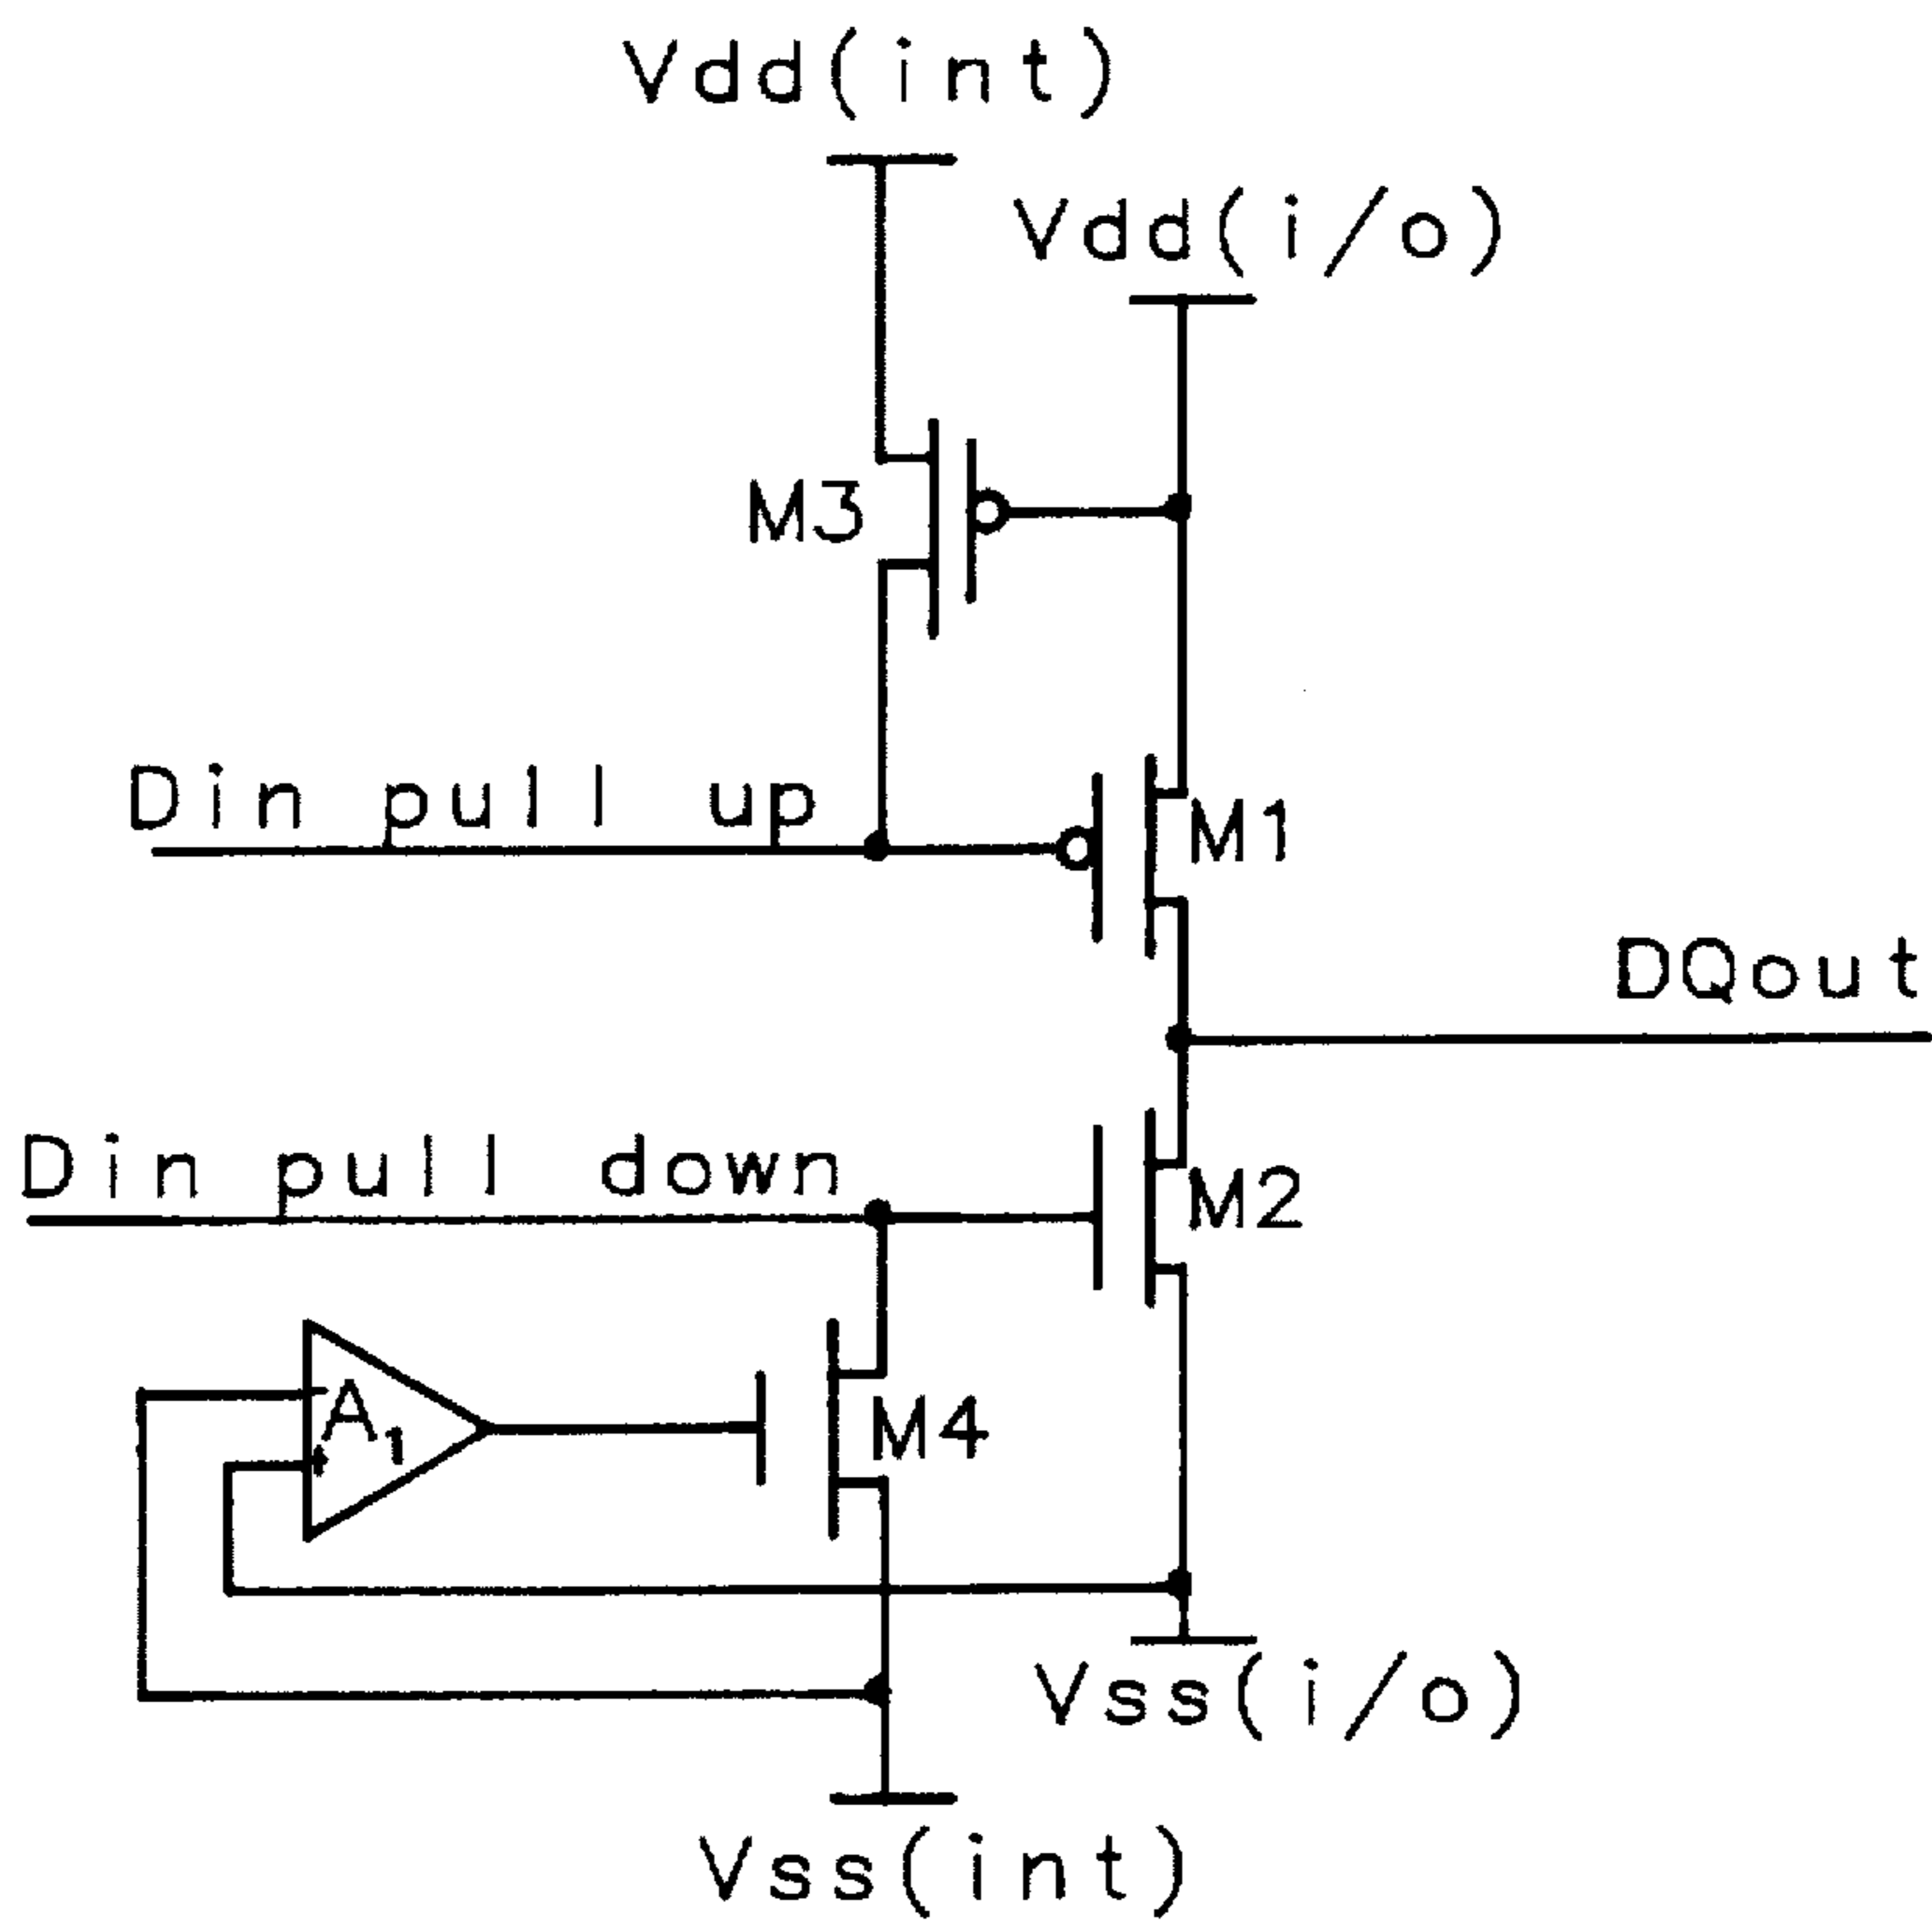 Vdd(int)
Vdd(i/o)
M3
Din pull up
M1
DQout
Din pull down
M2
-
A1
+
M4
Vss(i/o)
Vss(int)